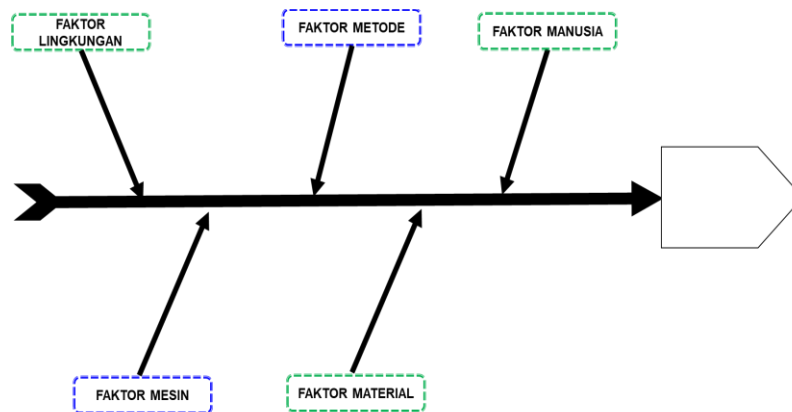 FAKTOR
LINGKUNGAN
FAKTOR METODE
FAKTOR MANUSIA
FAKTOR MESIN
FAKTOR MATERIAL